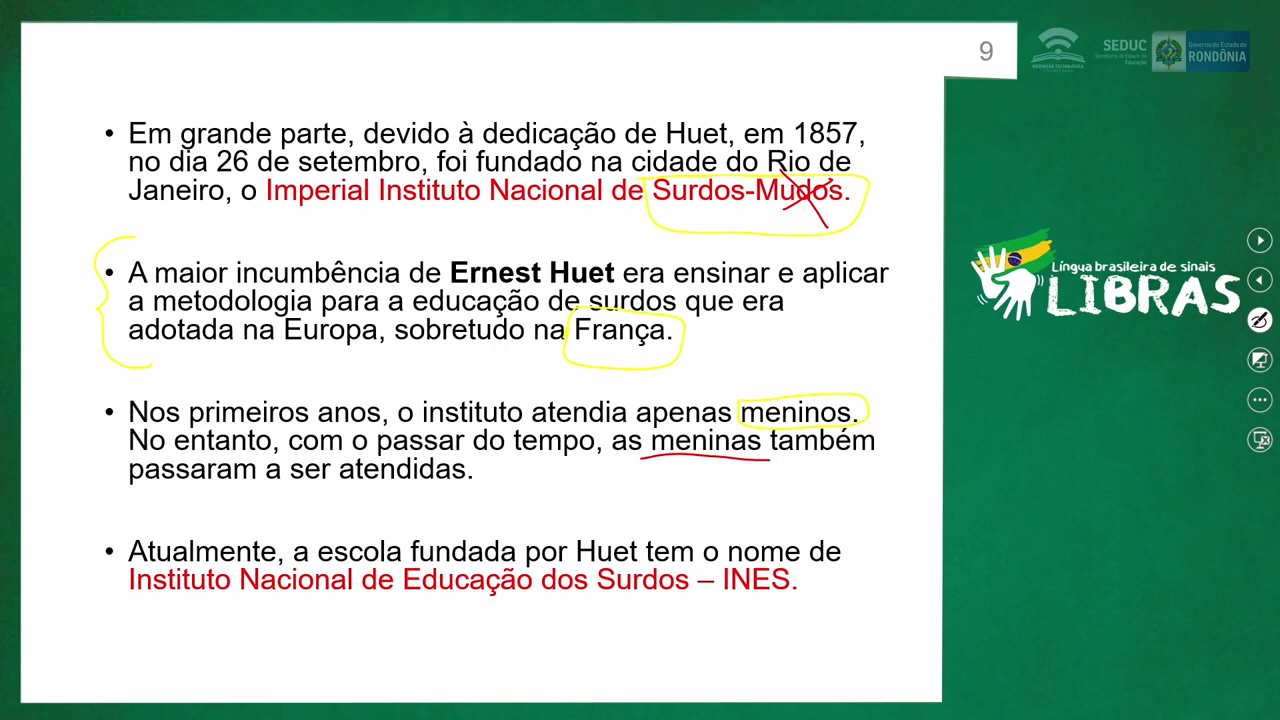 9
SEDUC
Secretaria de Estado da
Educação
Governo do Estado de
RONDÔNIA
MEDIAÇÃO TECNOLÓGICA
• Em grande parte, devido à dedicação de Huet, em 1857,
no dia 26 de setembro, foi fundado na cidade do Rio de
Janeiro, o Imperial Instituto Nacional de Surdos-Mudos.
• A maior incumbência de Ernest Huet era ensinar e aplicar
a metodologia para a educação de surdos que era
adotada na Europa, sobretudo na França.
• Nos primeiros anos, o instituto atendia apenas meninos.
No entanto, com o passar do tempo, as meninas também
passaram a ser atendidas.
• Atualmente, a escola fundada por Huet tem o nome de
Instituto Nacional de Educação dos Surdos – INES.
Língua brasileira de sinais
LIBRAS